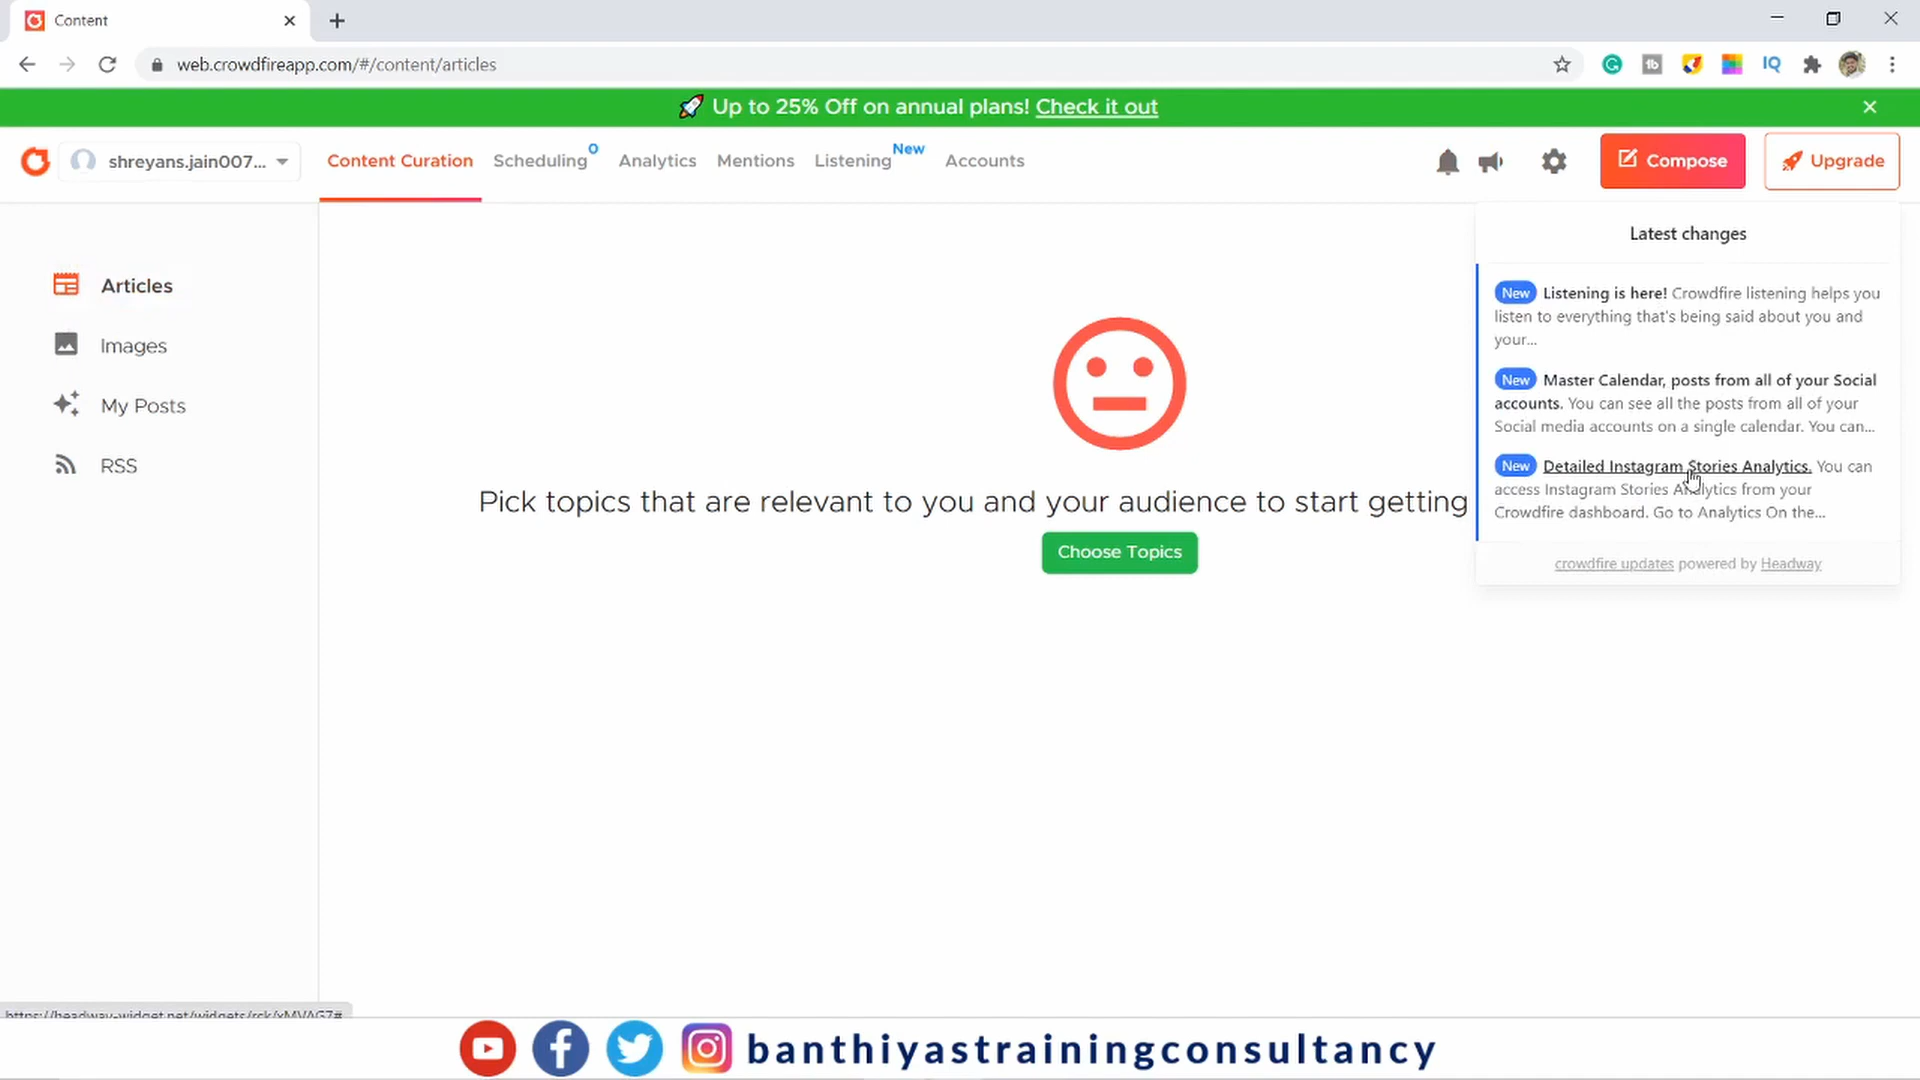 Content
web.crowdfireapp.com/#/content/articles
IQ
🚀 Up to 25% Off on annual plans! Check it out
shreyans.jain007...
Content Curation
Scheduling 0
Analytics
Mentions
Listening New
Accounts
Compose
Upgrade
Articles
Images
My Posts
RSS
Pick topics that are relevant to you and your audience to start getting
Choose Topics
Latest changes
New Listening is here! Crowdfire listening helps you
listen to everything that's being said about you and
your...
New Master Calendar, posts from all of your Social
accounts. You can see all the posts from all of your
Social media accounts on a single calendar. You can...
New Detailed Instagram Stories Analytics. You can
access Instagram Stories Analytics from your
Crowdfire dashboard. Go to Analytics On the...
crowdfire updates powered by Headway
banthiyastrainingconsultancy